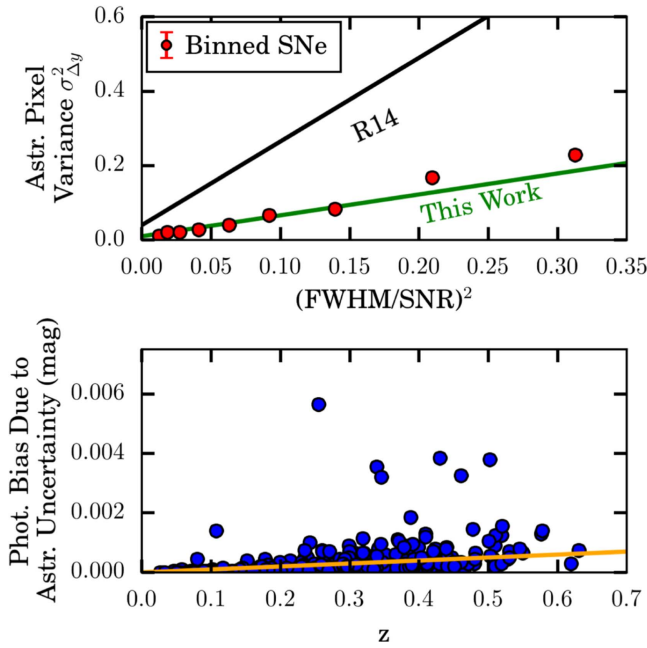 0.6
Binned SNe
0.4
Astr. Pixel
Variance σ²_Δy
R14
0.2
This Work
0.0
0.00 0.05 0.10 0.15 0.20 0.25 0.30 0.35
(FWHM/SNR)²
Phot. Bias Due to
Astr. Uncertainty (mag)
0.006
0.004
0.002
0.000
0.0 0.1 0.2 0.3 0.4 0.5 0.6 0.7
z